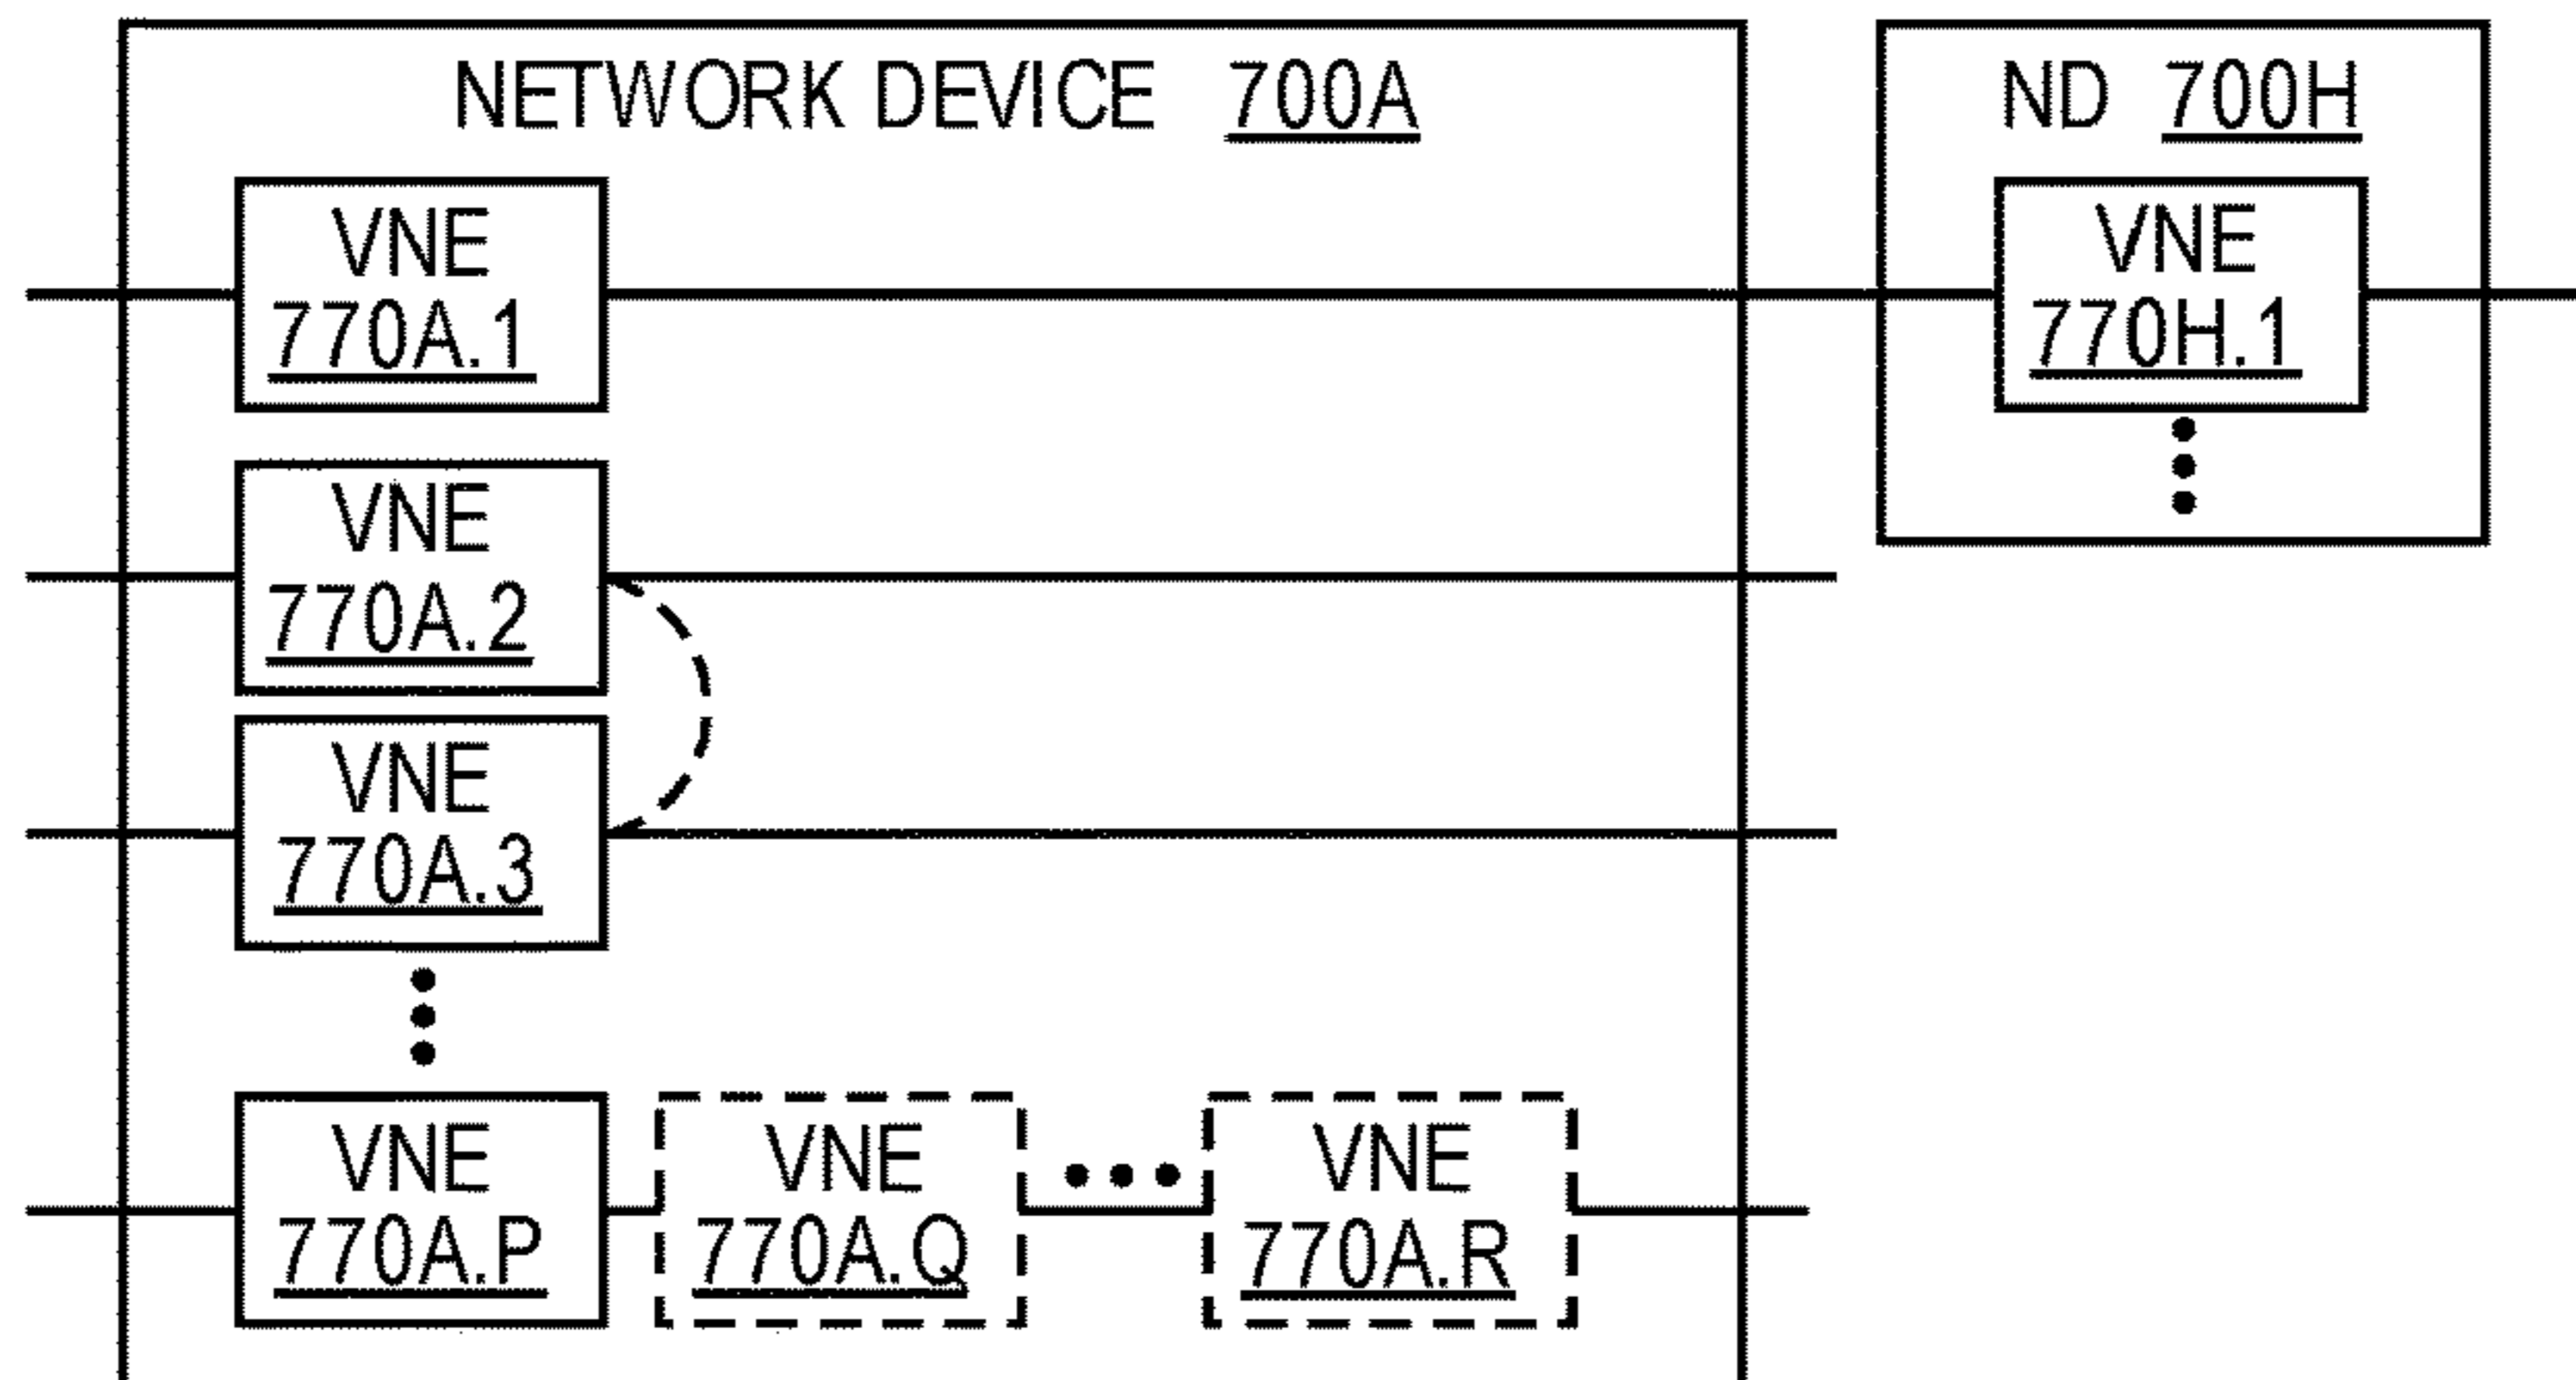 NETWORK DEVICE 700A
ND 700H
VNE
770A.1
VNE
770H.1
VNE
770A.2
VNE
770A.3
VNE
770A.P
VNE
770A.Q
VNE
770A.R